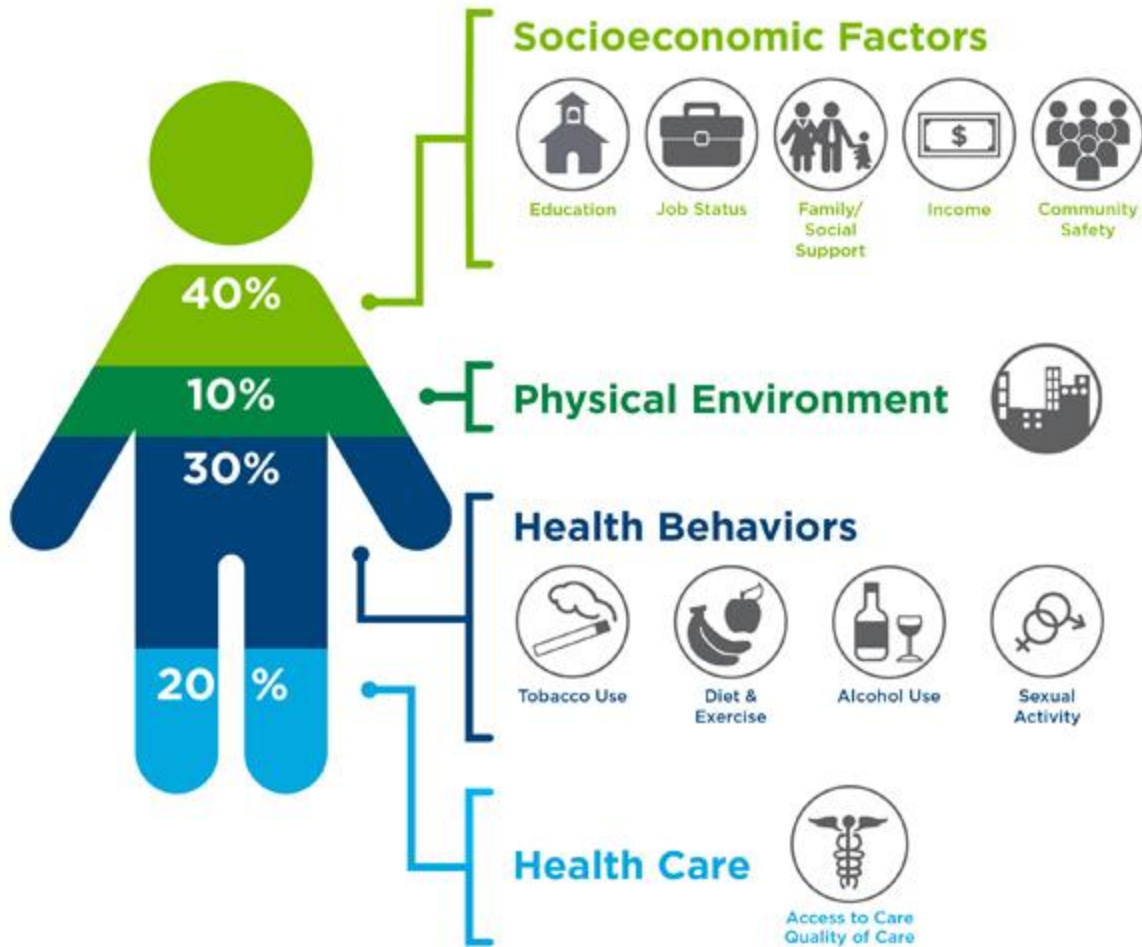 Socioeconomic Factors
$
Education
Job Status
Family/
Social
Support
Income
Community
Safety
40%
10%
Physical Environment
30%
Health Behaviors
Tobacco Use
Diet &
Exercise
Alcohol Use
Sexual
Activity
20 %
Health Care
Access to Care
Quality of Care